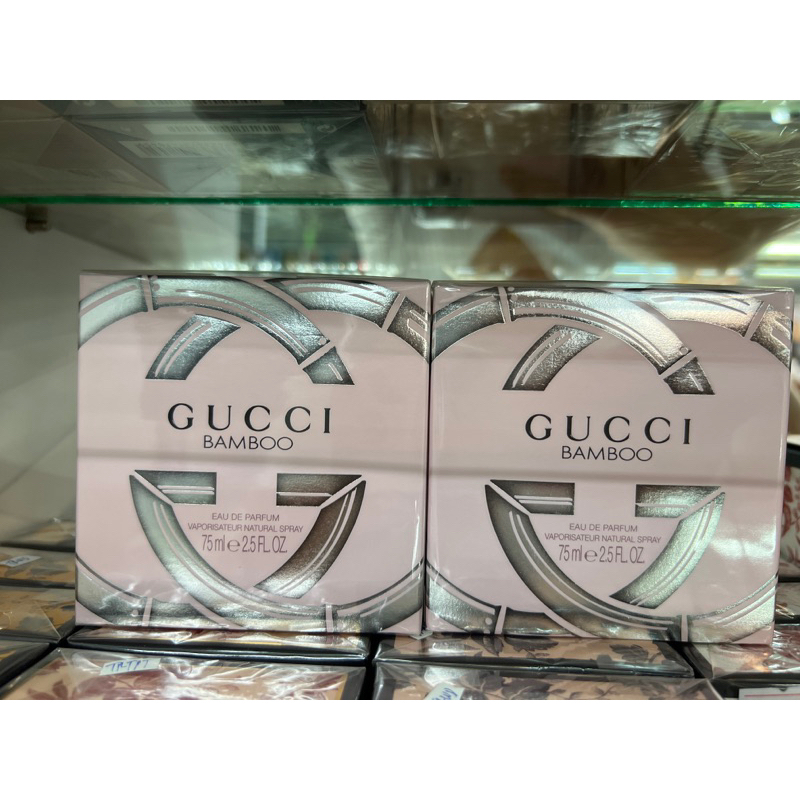 GUCCI
BAMBOO
EAU DE PARFUM
VAPORISATEUR NATURAL SPRAY
75 ml e 2.5 FL. OZ.
GUCCI
BAMBOO
EAU DE PARFUM
VAPORISATEUR NATURAL SPRAY
75 ml e 2.5 FL. OZ.